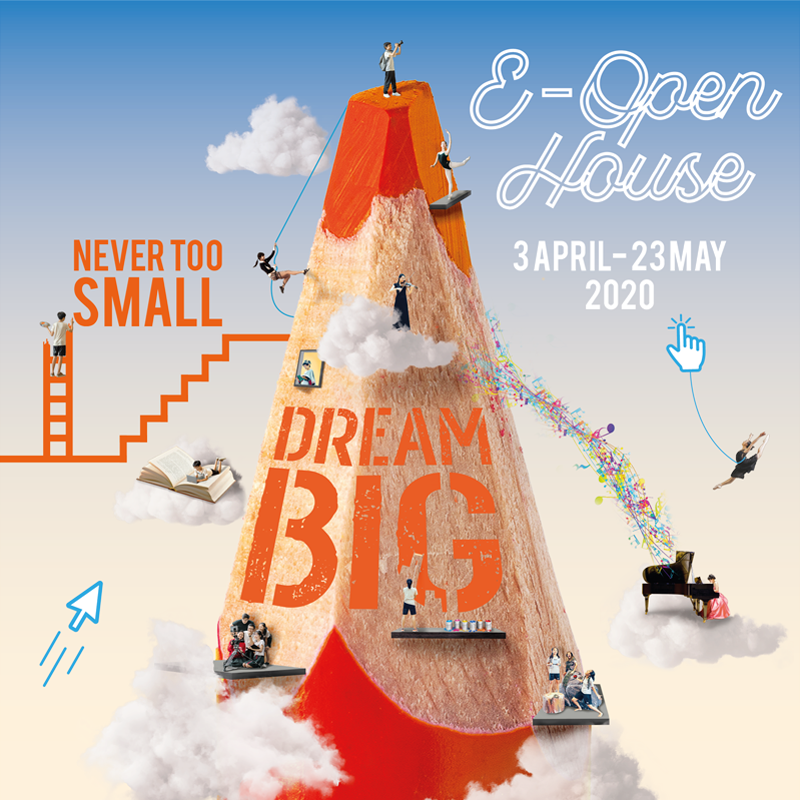 E-Open
House
3 APRIL - 23 MAY
2020
NEVER TOO
SMALL
DREAM
BIG